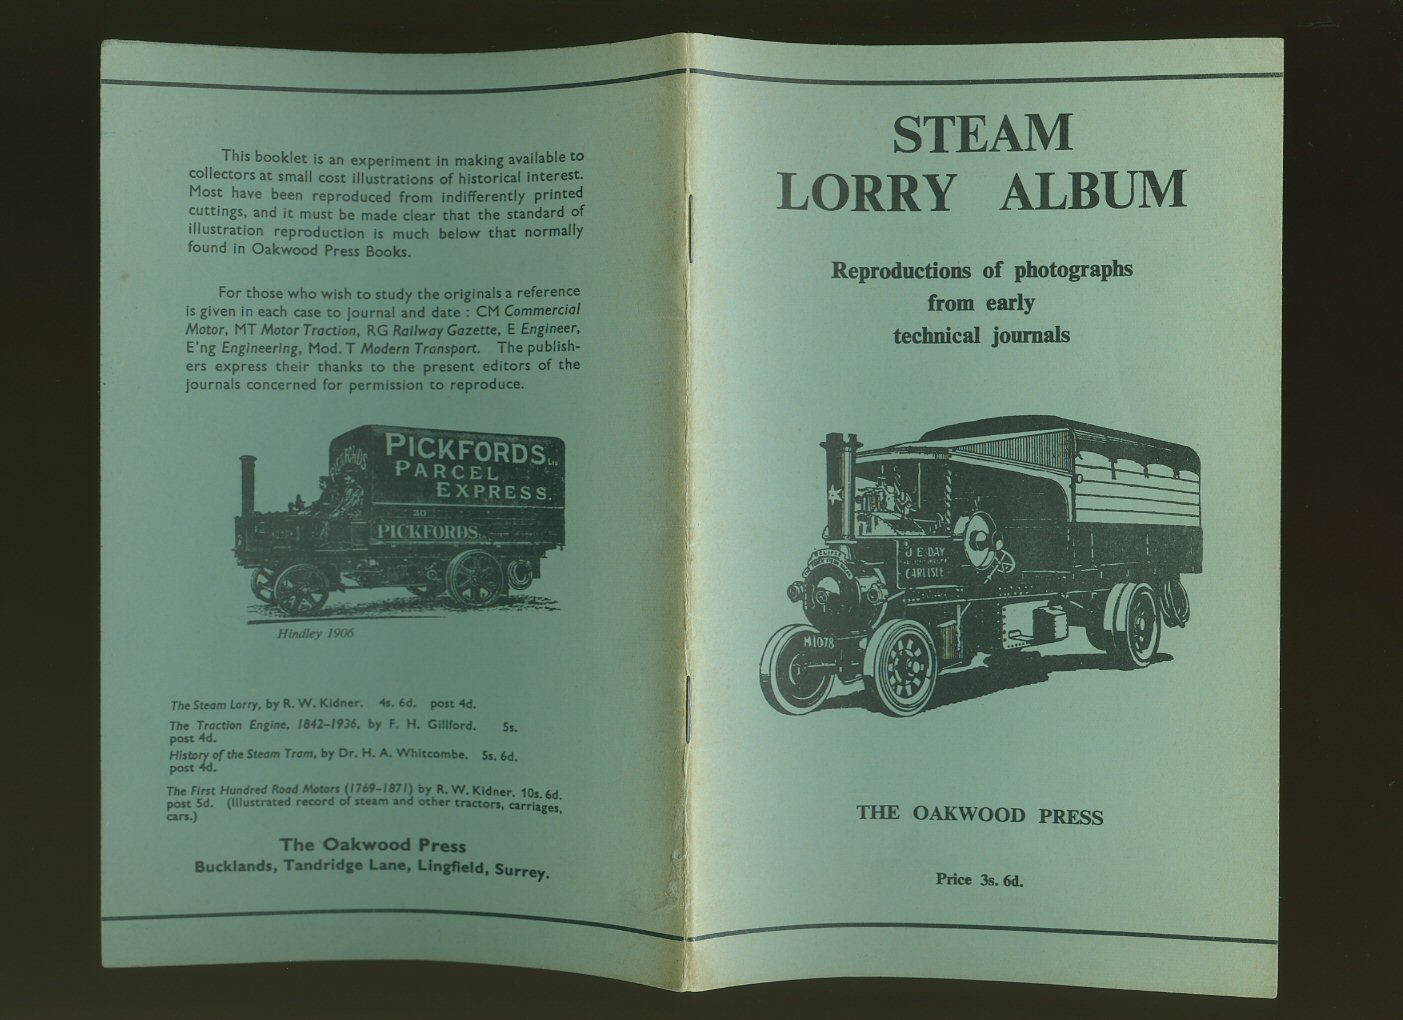 This booklet is an experiment in making available to
collectors at small cost illustrations of historical interest.
Most have been reproduced from indifferently printed
cuttings, and it must be made clear that the standard of
illustration reproduction is much below that normally
found in Oakwood Press Books.
For those who wish to study the originals a reference
is given in each case to journal and date : CM Commercial
Motor, MT Motor Traction, RG Railway Gazette, E Engineer,
E'ng Engineering, Mod. T Modern Transport. The publish-
ers express their thanks to the present editors of the
journals concerned for permission to reproduce.
PICKFORDS
PICKFORDS Ltd
PARCEL
EXPRESS.
20
PICKFORDS
Hindley 1906
The Steam Lorry, by R. W. Kidner. 4s. 6d. post 4d.
The Traction Engine, 1842-1936, by F. H. Gillford. 5s.
post 4d.
History of the Steam Tram, by Dr. H. A. Whitcombe. 5s. 6d.
post 4d.
The First Hundred Road Motors (1769-1871) by R. W. Kidner. 10s. 6d.
post 5d. (Illustrated record of steam and other tractors, carriages,
cars.)
The Oakwood Press
Bucklands, Tandridge Lane, Lingfield, Surrey.
STEAM
LORRY ALBUM
Reproductions of photographs
from early
technical journals
J. E. DAY
CARLISLE
M1078
THE OAKWOOD PRESS
Price 3s. 6d.